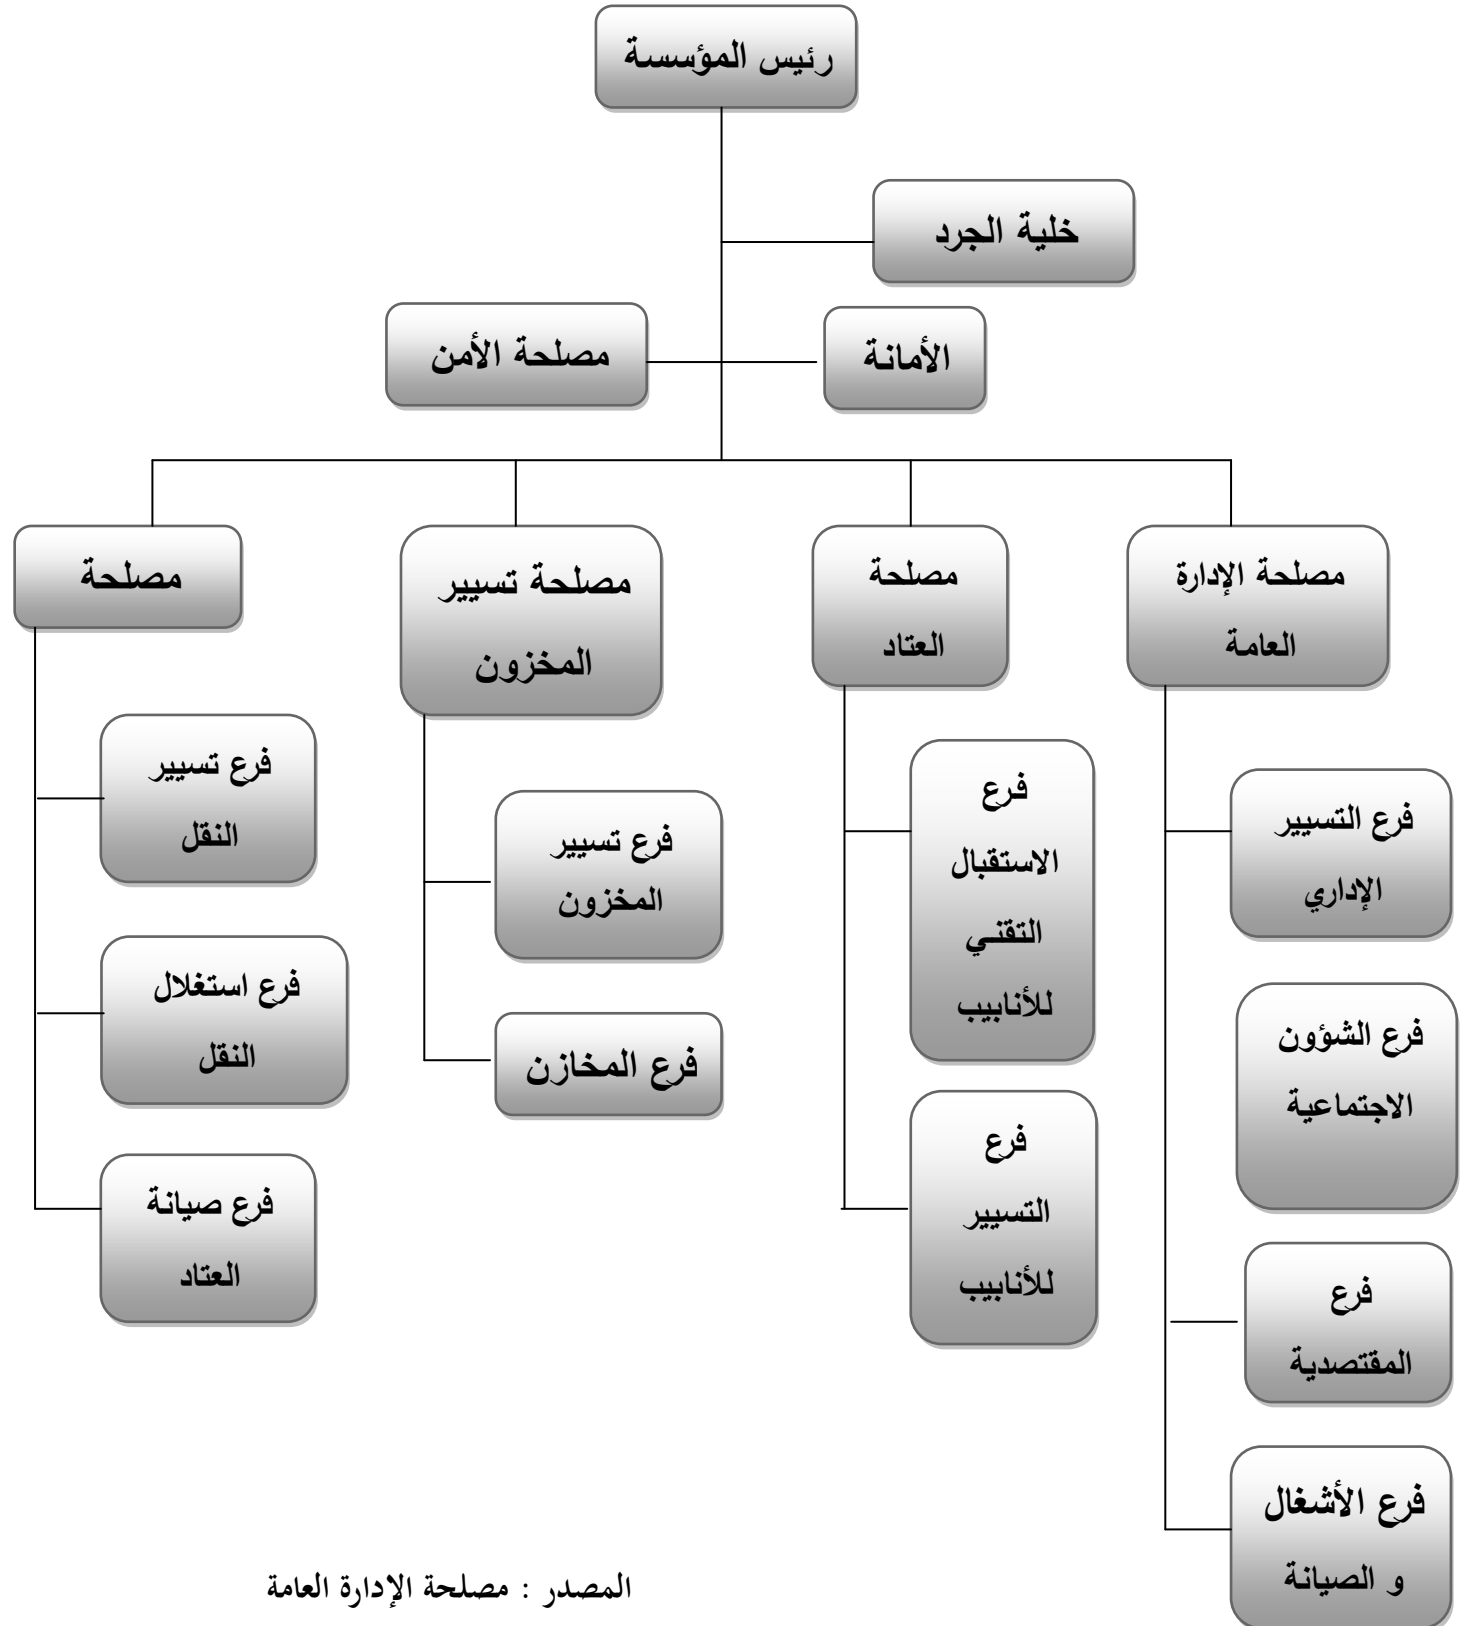 رئيس المؤسسة
خلية الجرد
الأمانة
مصلحة الأمن
مصلحة الإدارة
العامة
مصلحة
العتاد
مصلحة تسيير
المخزون
مصلحة
فرع التسيير
الإداري
فرع الشؤون
الاجتماعية
فرع
المقتصدية
فرع الأشغال
و الصيانة
فرع
الاستقبال
التقني
للأنابيب
فرع
التسيير
للأنابيب
فرع تسيير
المخزون
فرع المخازن
فرع تسيير
النقل
فرع استغلال
النقل
فرع صيانة
العتاد
المصدر : مصلحة الإدارة العامة